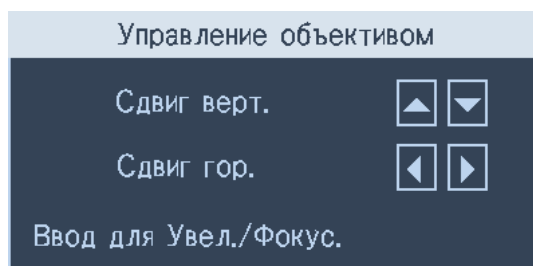 Управление объективом
Сдвиг верт.
Сдвиг гор.
Ввод для Увел./Фокус.